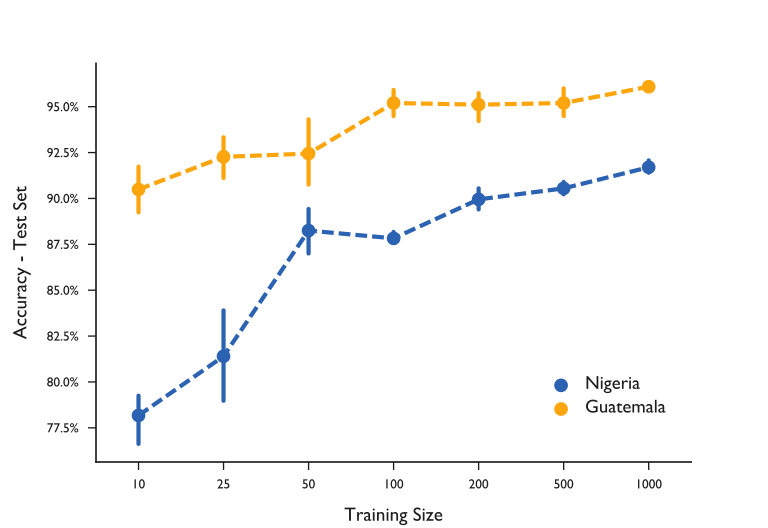 95.0%
92.5%
90.0%
87.5%
85.0%
82.5%
80.0%
77.5%
Accuracy - Test Set
Nigeria
Guatemala
10 25 50 100 200 500 1000
Training Size